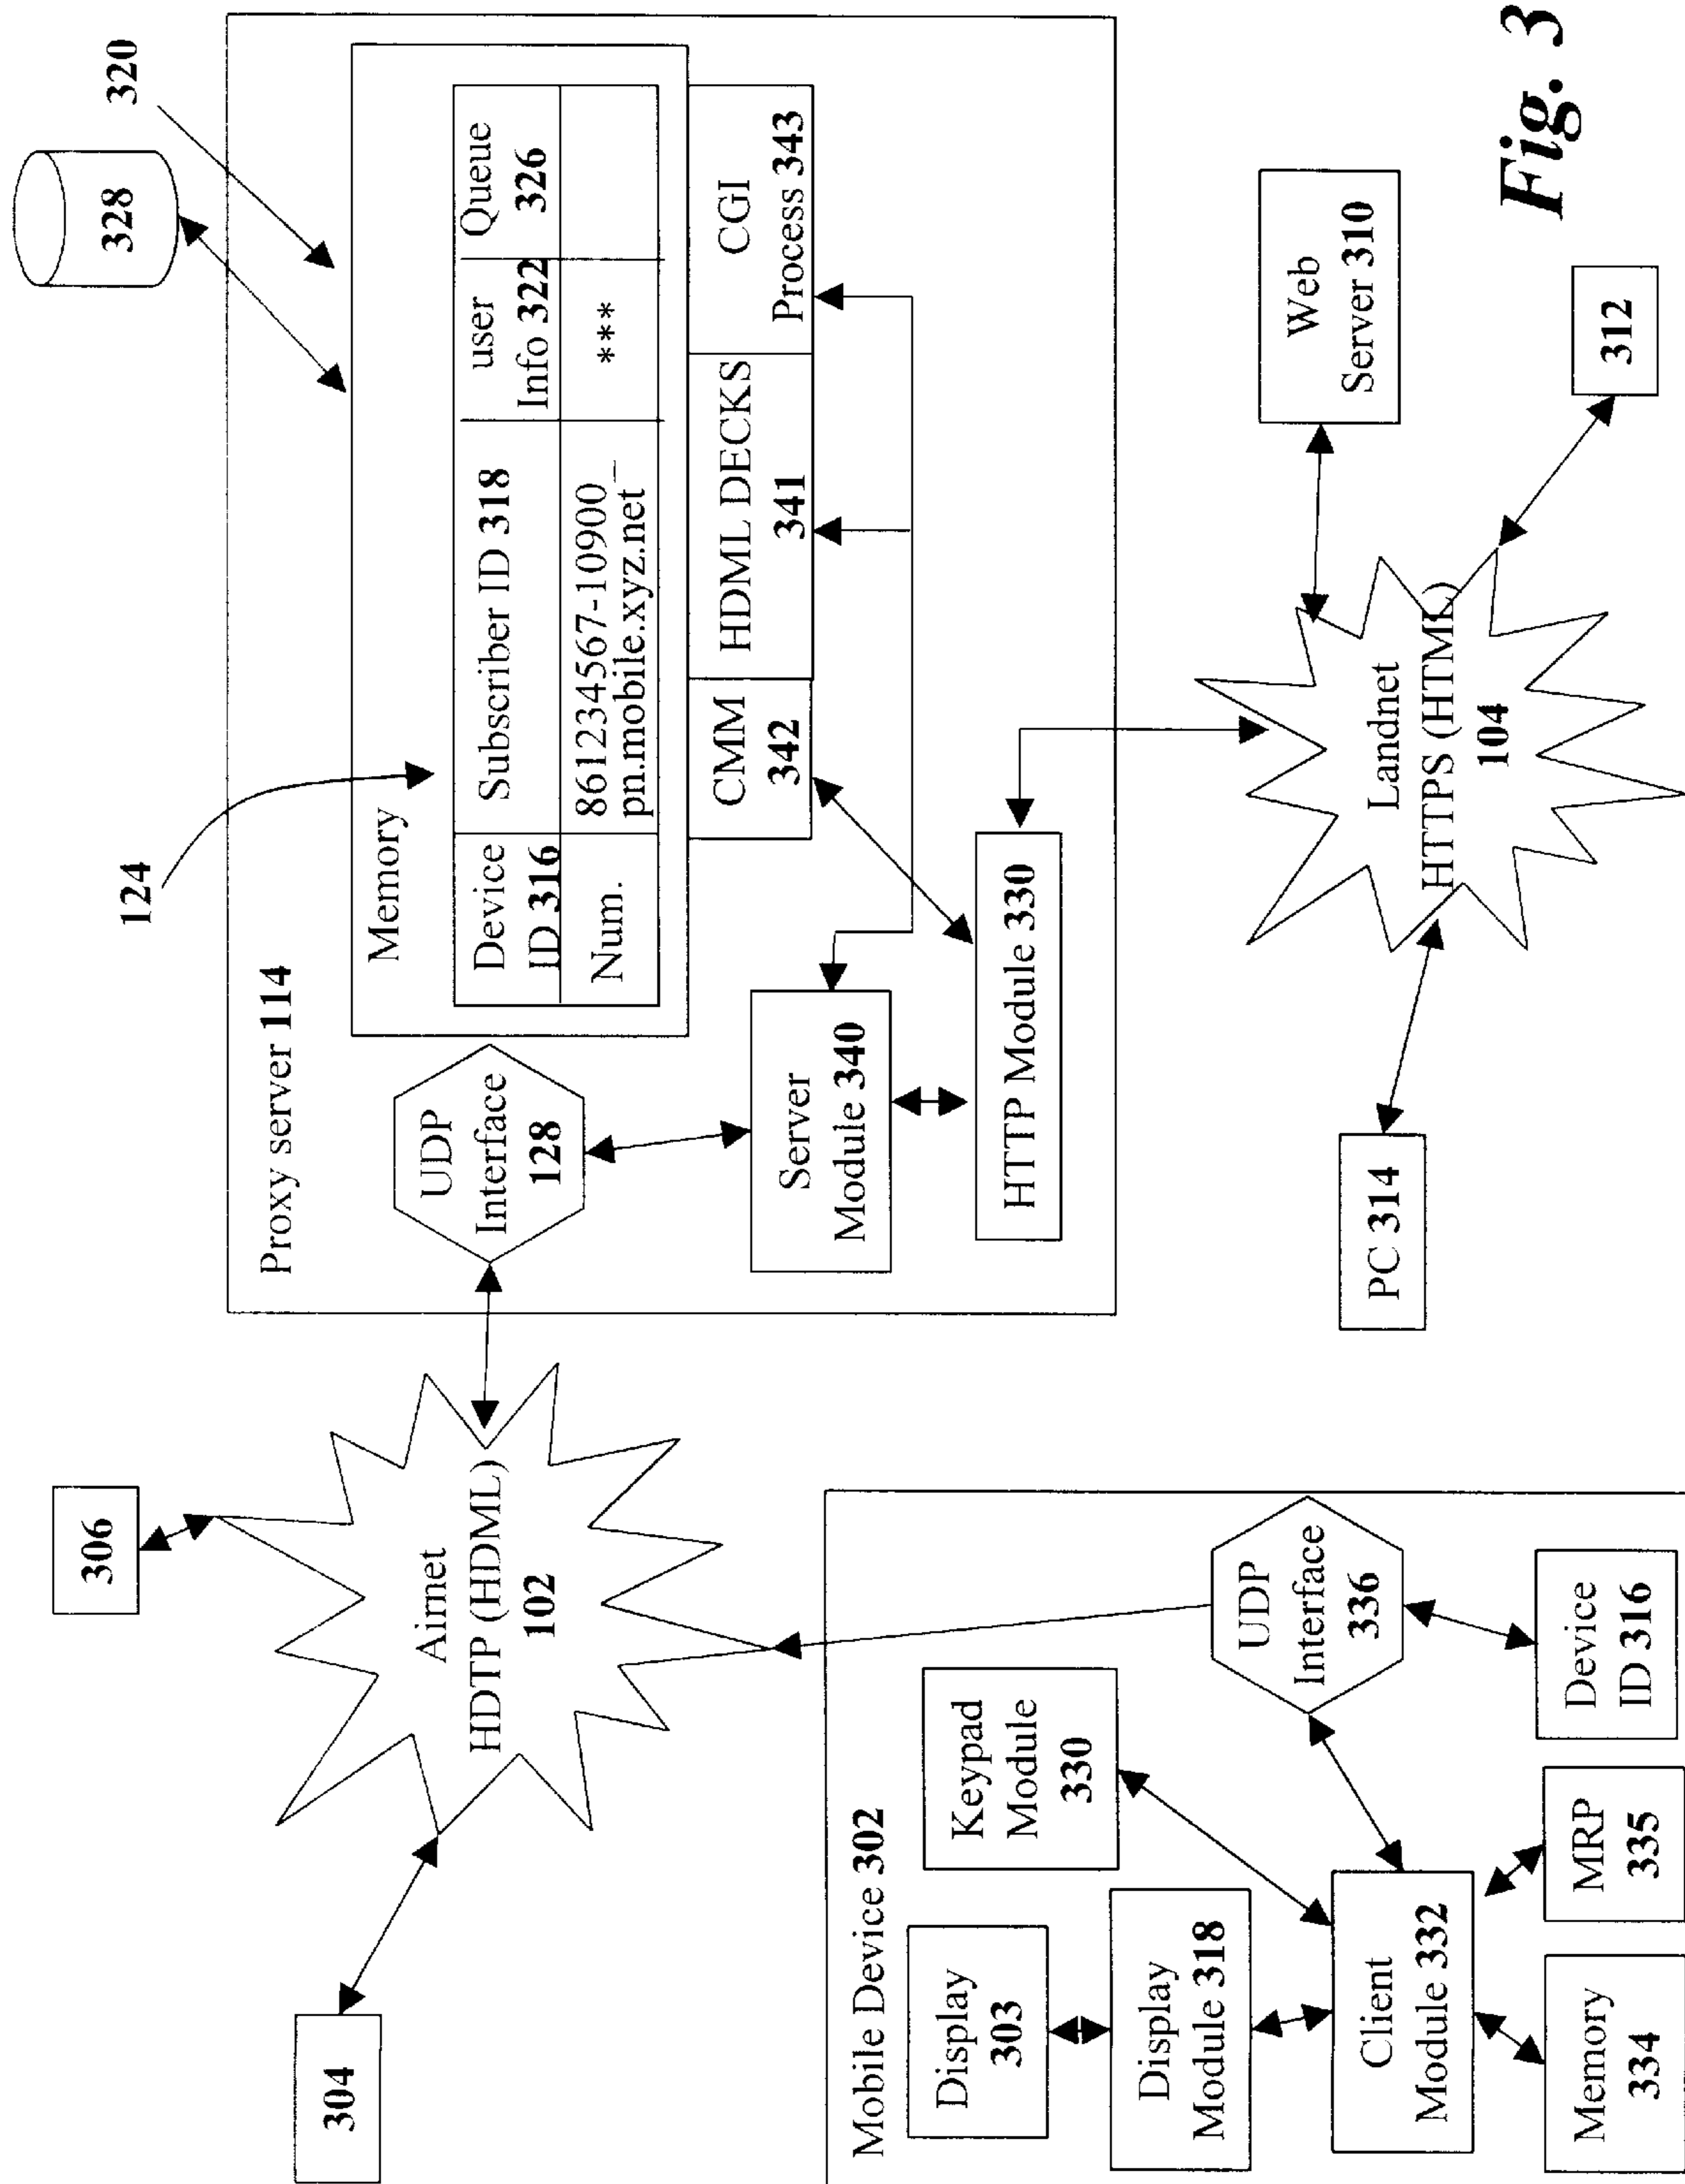 328
320
124
Proxy server 114
Memory
Device
ID 316
Subscriber ID 318
user
Info 322
Queue
326
Num.
861234567-10900_
pn.mobile.xyz.net
***
CMM
342
HDML DECKS
341
CGI
Process 343
UDP
Interface
128
Server
Module 340
HTTP Module 330
306
304
Airnet
HDTP (HDML)
102
Mobile Device 302
Display
303
Display
Module 318
Keypad
Module
330
Client
Module 332
UDP
Interface
336
Memory
334
MRP
335
Device
ID 316
PC 314
Landnet
HTTPS (HTML)
104
Web
Server 310
312
Fig. 3